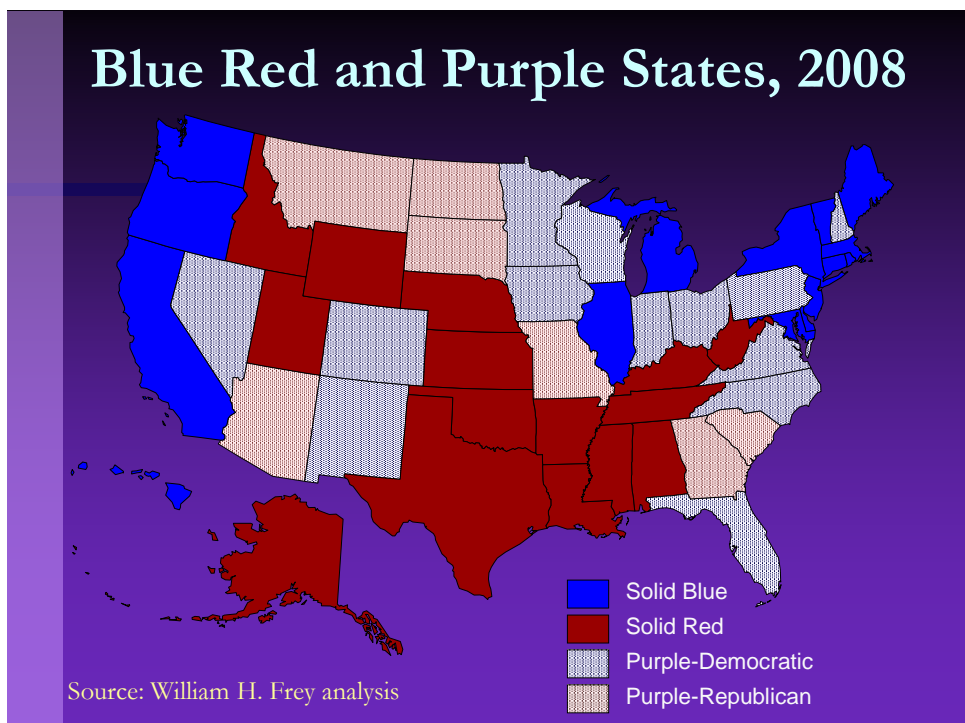 Blue Red and Purple States, 2008
Solid Blue
Solid Red
Purple-Democratic
Purple-Republican
Source: William H. Frey analysis